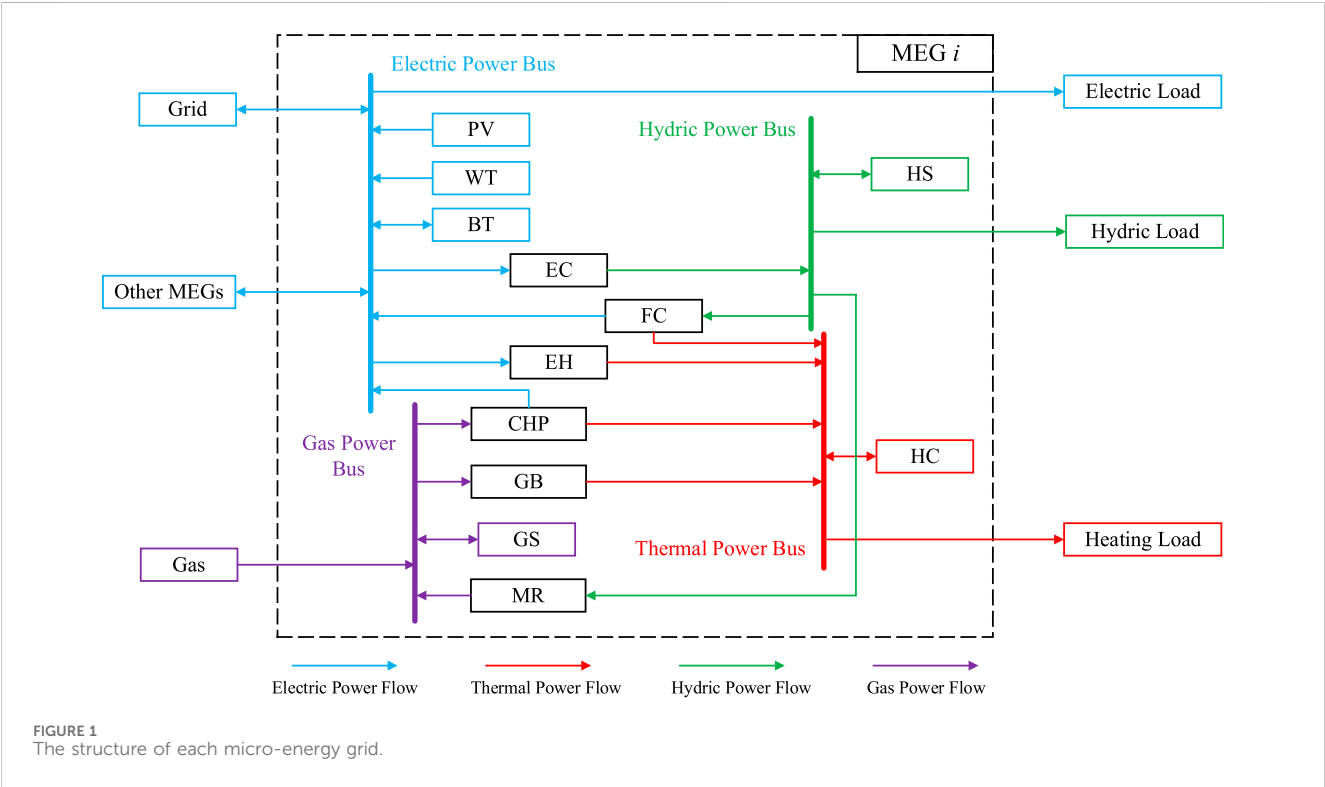 MEG i
Electric Power Bus
Electric Load
Grid
PV
Hydric Power Bus
HS
WT
BT
Hydric Load
EC
Other MEGs
FC
EH
CHP
Gas Power
Bus
HC
GB
GS
Thermal Power Bus
Heating Load
Gas
MR
Electric Power Flow
Thermal Power Flow
Hydric Power Flow
Gas Power Flow
FIGURE 1
The structure of each micro-energy grid.